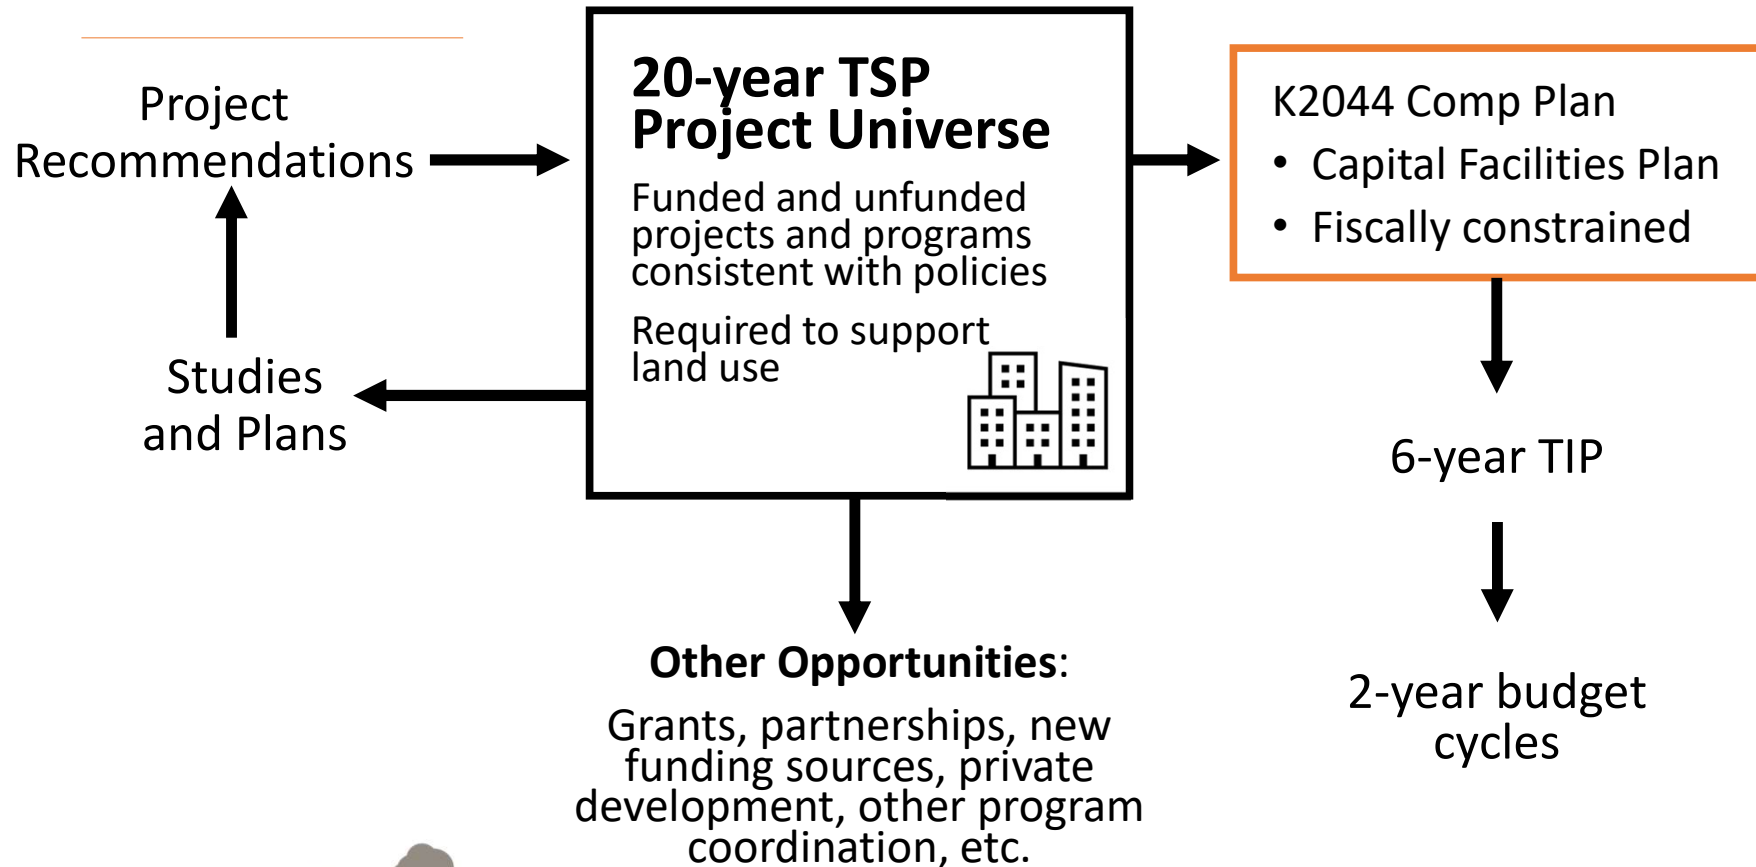 Project
Recommendations
Studies
and Plans
20-year TSP
Project Universe
Funded and unfunded
projects and programs
consistent with policies
Required to support
land use
Other Opportunities:
Grants, partnerships, new
funding sources, private
development, other program
coordination, etc.
K2044 Comp Plan
• Capital Facilities Plan
• Fiscally constrained
6-year TIP
2-year budget
cycles